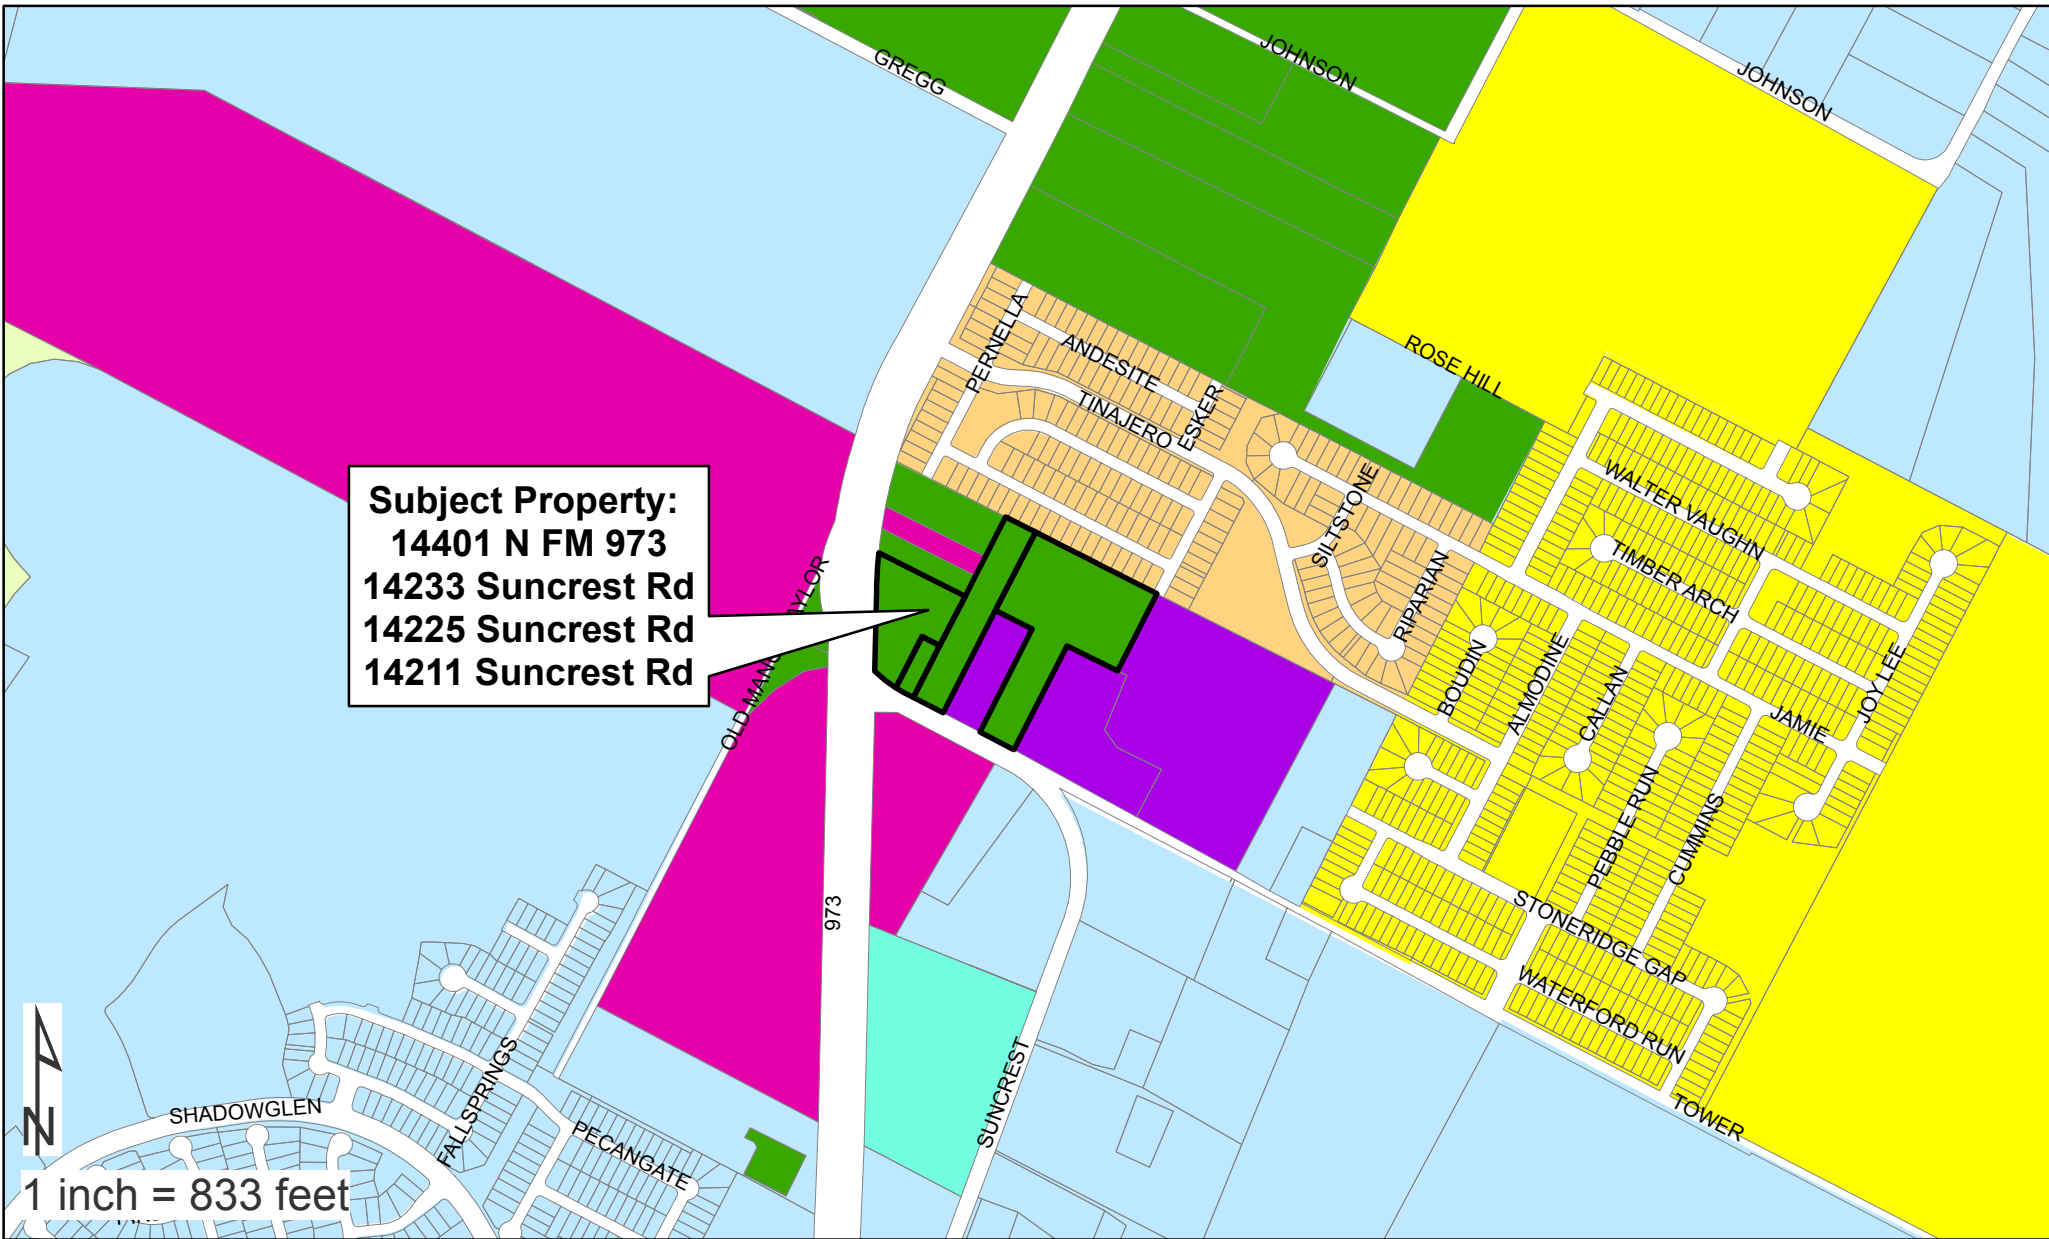 GREGG
JOHNSON
JOHNSON
PERNELLA
ANDESITE
TINAJERO
ESKER
ROSE HILL
SILTSTONE
RIPARIAN
WALTER VAUGHN
TIMBER ARCH
BOUDIN
ALMODINE
CALLAN
JAMIE
JOY LEE
PEBBLE RUN
CUMMINS
STONERIDGE GAP
WATERFORD RUN
TOWER
Subject Property:
14401 N FM 973
14233 Suncrest Rd
14225 Suncrest Rd
14211 Suncrest Rd
OLD
973
SUNCREST
SHADOWGLEN
FALLSPRINGS
PECANGATE
N
1 inch = 833 feet